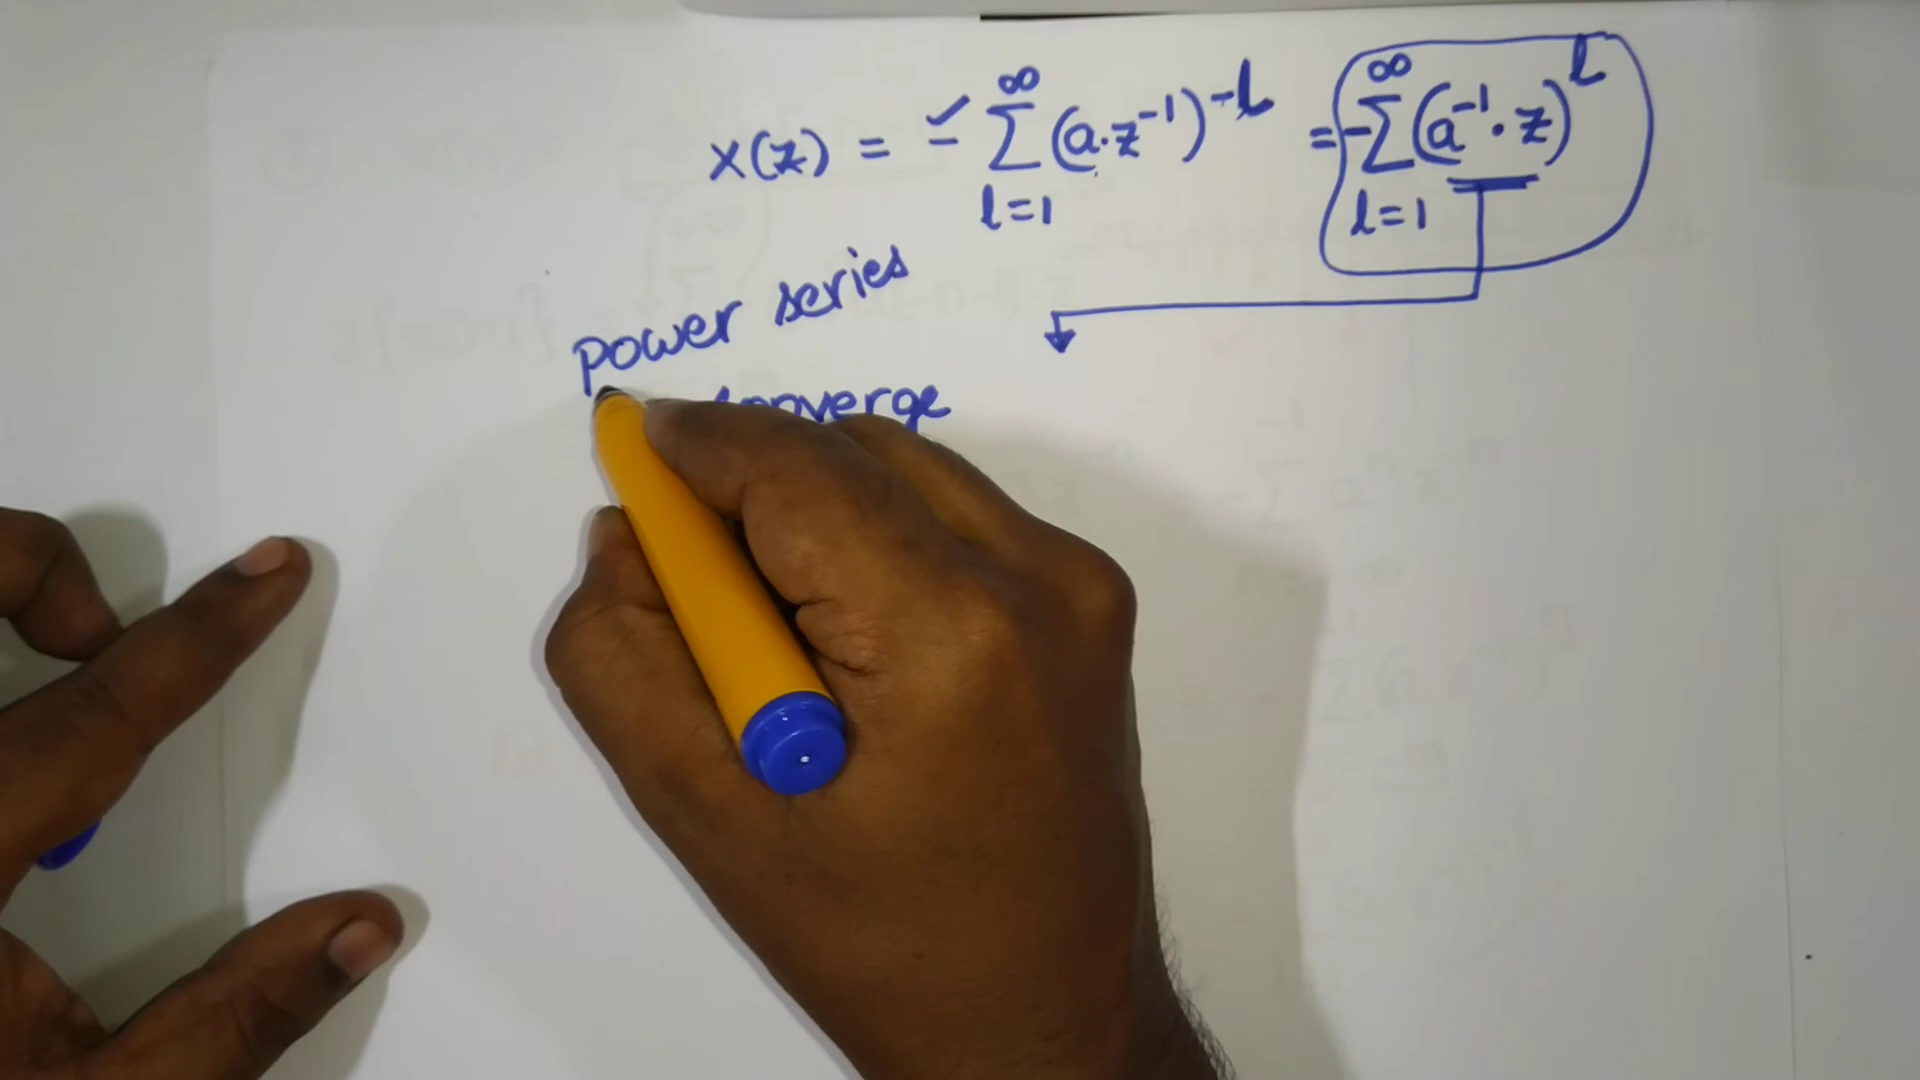 x(z) = - ∞∑l=1 (a.z⁻¹)⁻ˡ = - ∞∑l=1 (a⁻¹.z)ˡ
power series
converge